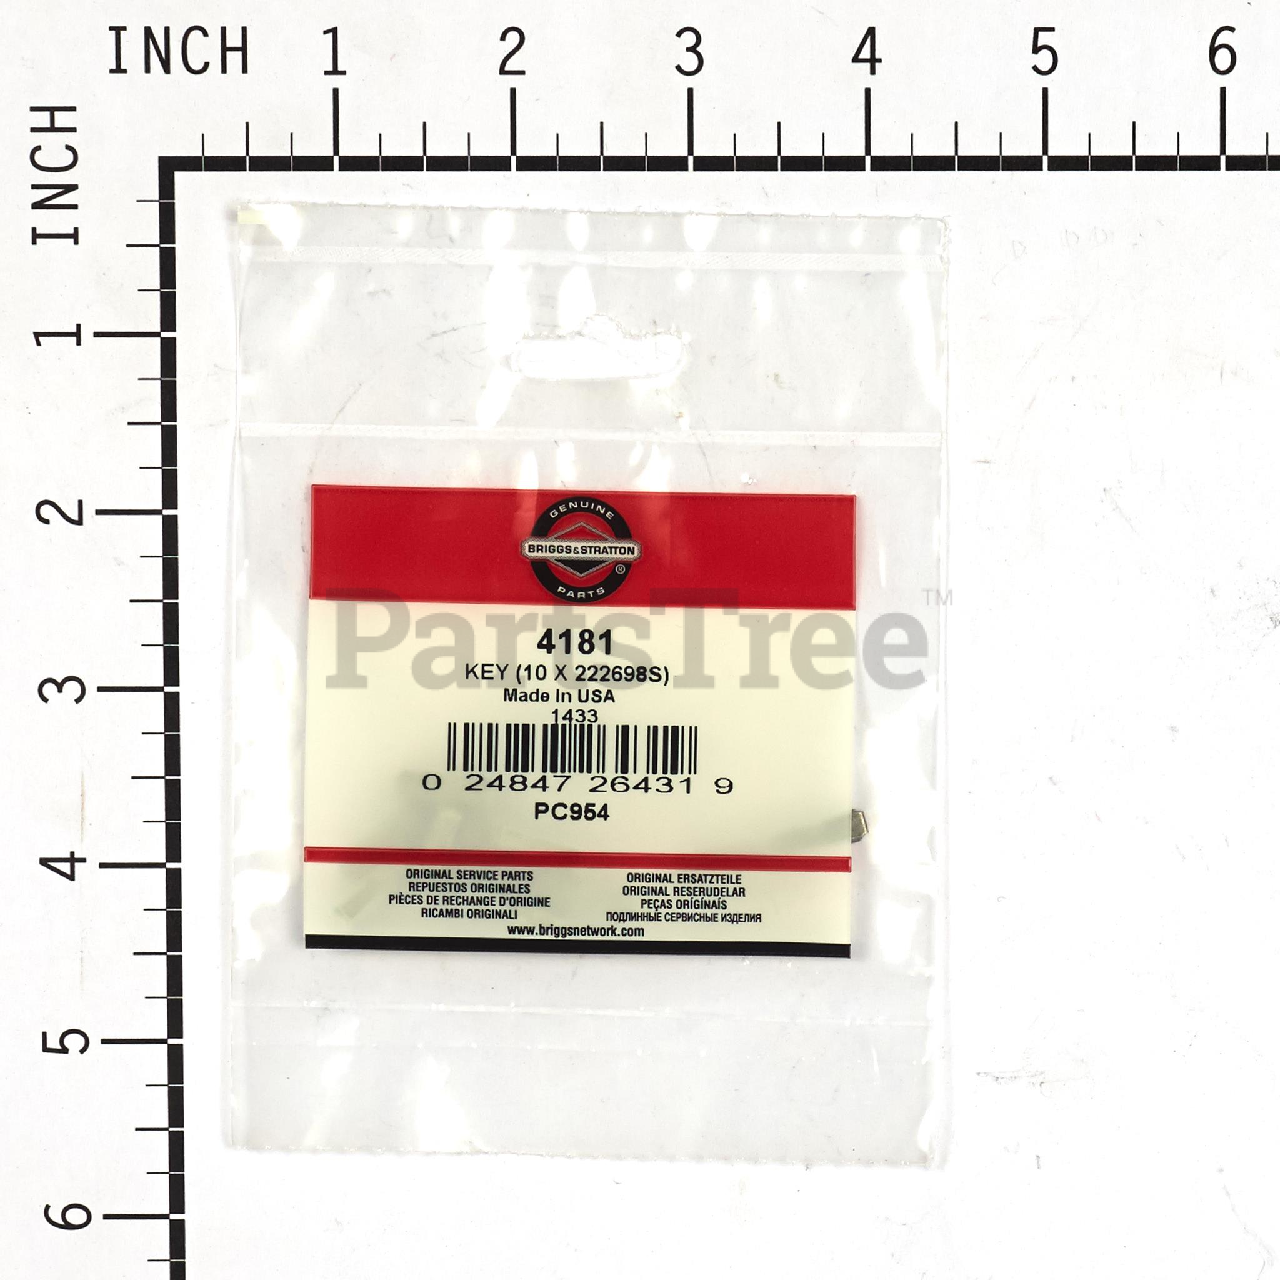 INCH 1 2 3 4 5 6
INCH
1
2
3
4
5
6
GENUINE
BRIGGS&STRATTON
®
PARTS
PartsTree™
4181
KEY (10 X 222698S)
Made In USA
1433
0 24847 26431 9
PC954
ORIGINAL SERVICE PARTS
REPUESTOS ORIGINALES
PIÈCES DE RECHANGE D'ORIGINE
RICAMBI ORIGINALI
ORIGINAL ERSATZTEILE
ORIGINAL RESERUDELAR
PEÇAS ORIGÍNAIS
ПОДЛИННЫЕ СЕРВИСНЫЕ ИЗДЕЛИЯ
www.briggsnetwork.com